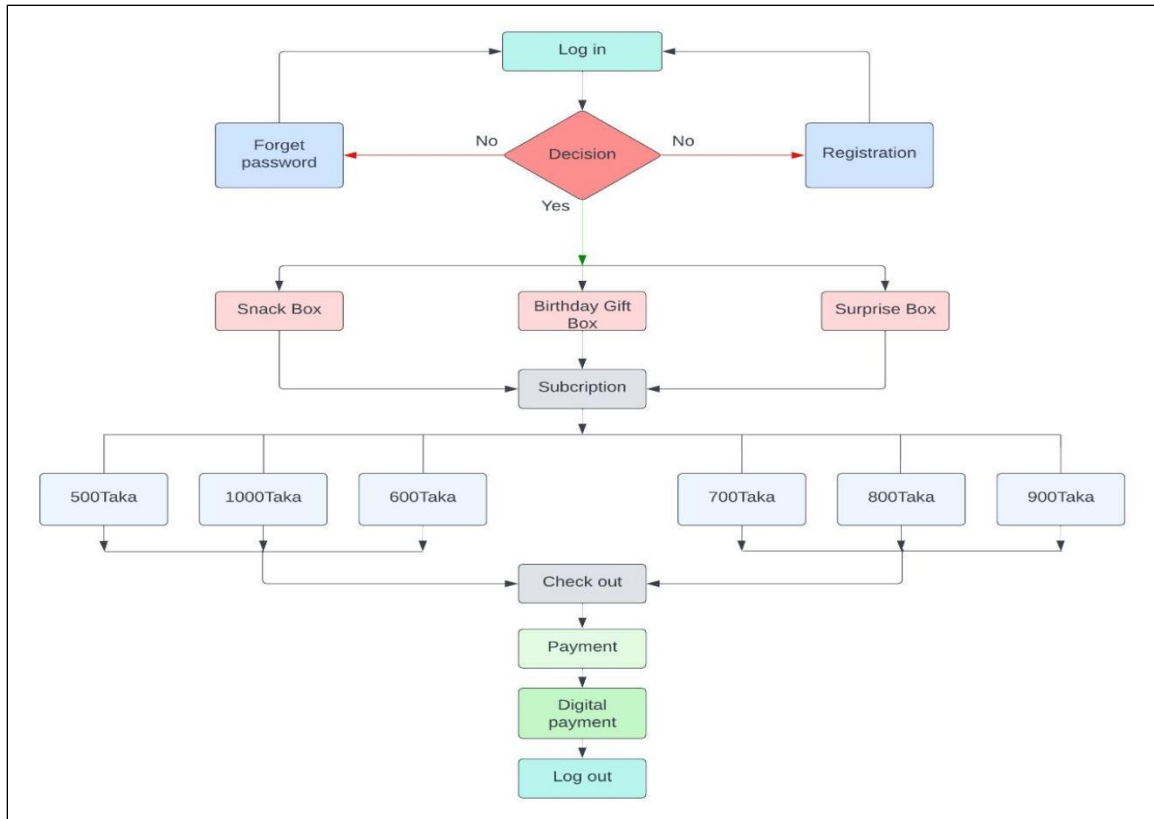 Log in
No
No
Forget
password
Decision
Registration
Yes
Snack Box
Birthday Gift
Box
Surprise Box
Subcription
500Taka
1000Taka
600Taka
700Taka
800Taka
900Taka
Check out
Payment
Digital
payment
Log out